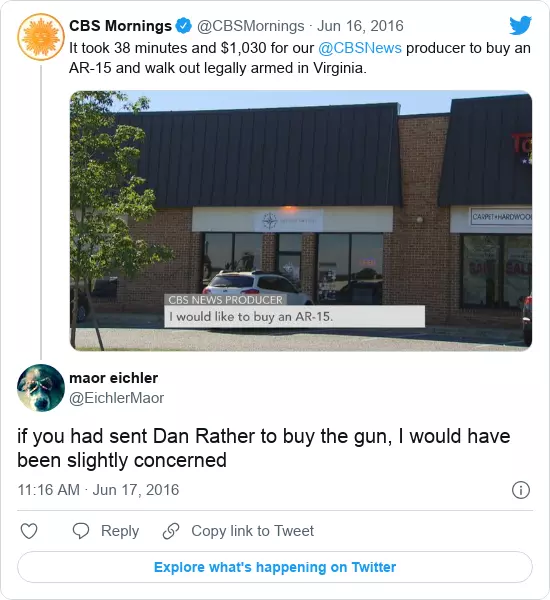 CBS Mornings @CBSMornings · Jun 16, 2016
It took 38 minutes and $1,030 for our @CBSNews producer to buy an
AR-15 and walk out legally armed in Virginia.
CARPET•HARDWOOD
CBS NEWS PRODUCER
I would like to buy an AR-15.
maor eichler
@EichlerMaor
if you had sent Dan Rather to buy the gun, I would have
been slightly concerned
11:16 AM · Jun 17, 2016
Reply
Copy link to Tweet
Explore what's happening on Twitter